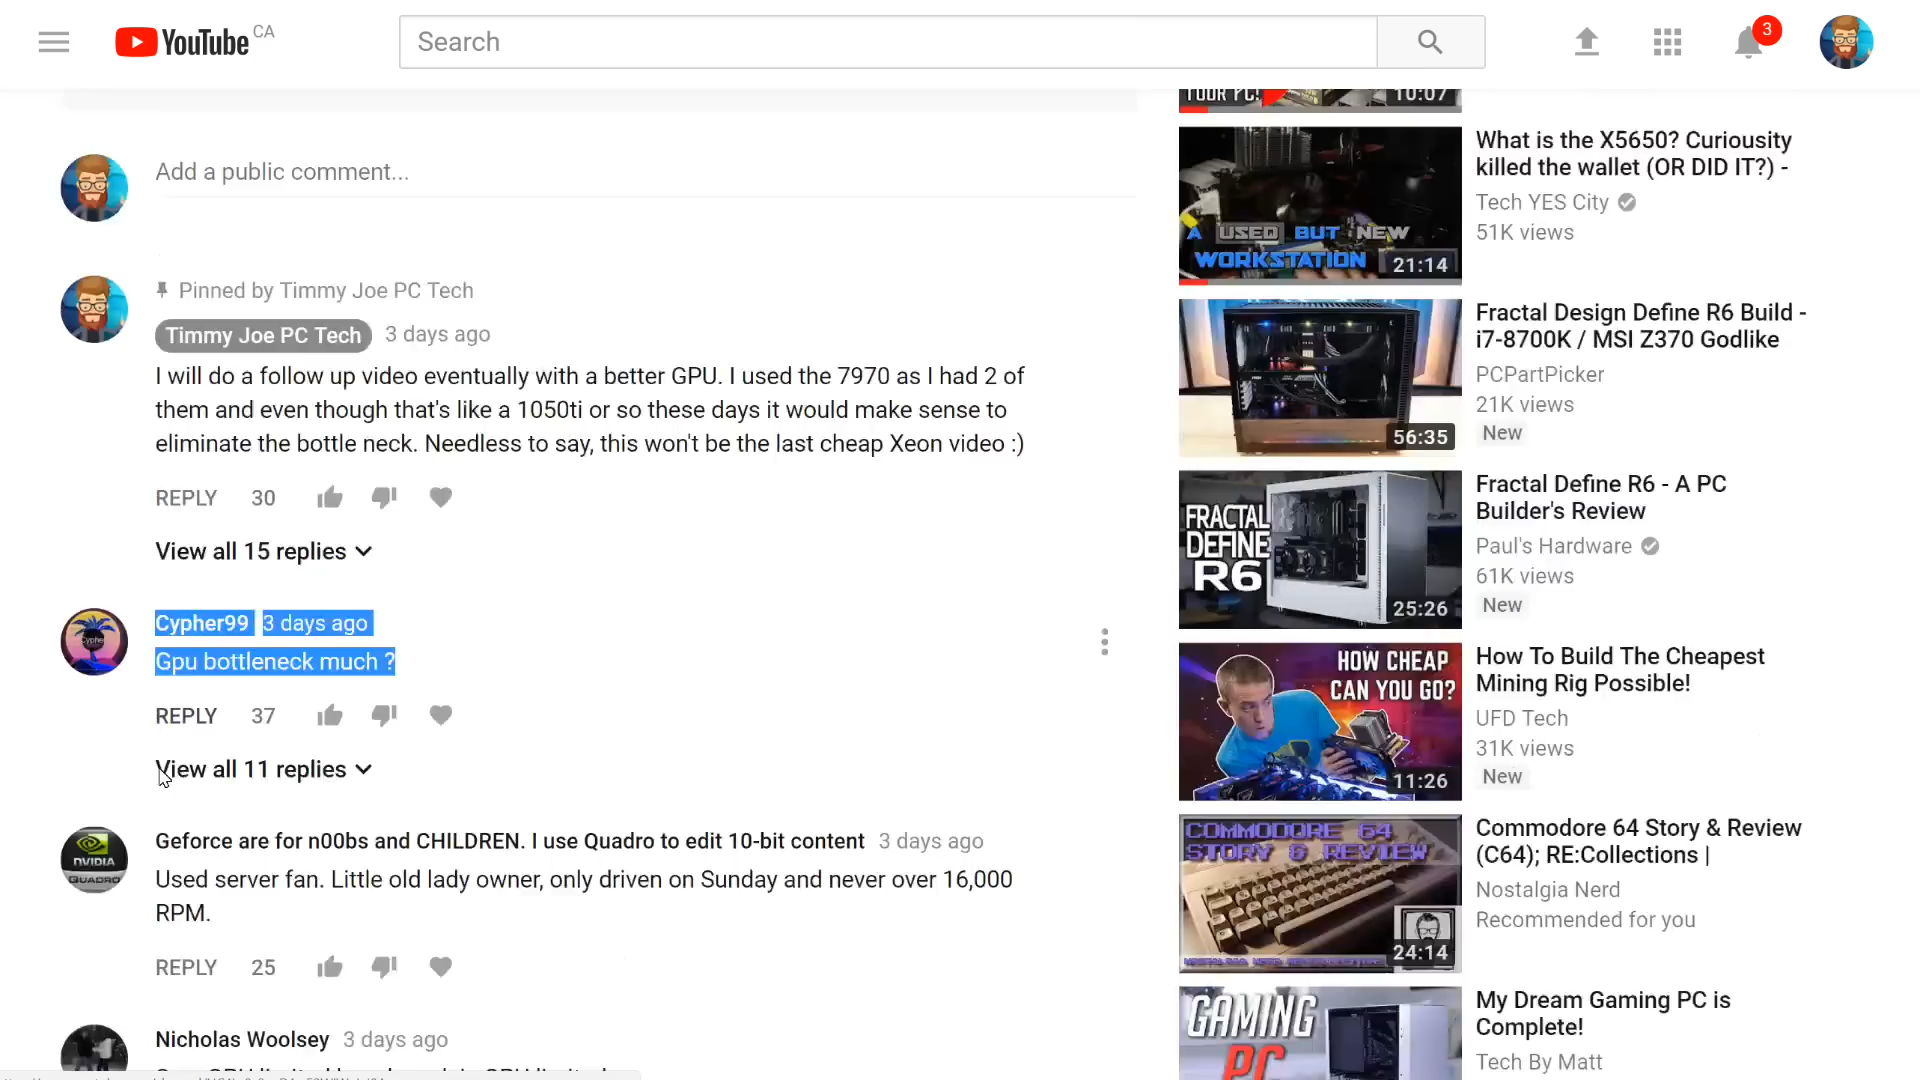 YouTube CA
Search
3
Add a public comment...
Pinned by Timmy Joe PC Tech
Timmy Joe PC Tech 3 days ago
I will do a follow up video eventually with a better GPU. I used the 7970 as I had 2 of
them and even though that's like a 1050ti or so these days it would make sense to
eliminate the bottle neck. Needless to say, this won't be the last cheap Xeon video :)
REPLY 30
View all 15 replies
Cypher99 3 days ago
Gpu bottleneck much ?
REPLY 37
View all 11 replies
Geforce are for n00bs and CHILDREN. I use Quadro to edit 10-bit content 3 days ago
Used server fan. Little old lady owner, only driven on Sunday and never over 16,000
RPM.
REPLY 25
Nicholas Woolsey 3 days ago
Cypher
NVIDIA
QUADRO
YOUR PC!
10:07
A USED BUT NEW
WORKSTATION
21:14
What is the X5650? Curiousity
killed the wallet (OR DID IT?) -
Tech YES City
51K views
56:35
Fractal Design Define R6 Build -
i7-8700K / MSI Z370 Godlike
PCPartPicker
21K views
New
FRACTAL
DEFINE
R6
25:26
Fractal Define R6 - A PC
Builder's Review
Paul's Hardware
61K views
New
HOW CHEAP
CAN YOU GO?
11:26
How To Build The Cheapest
Mining Rig Possible!
UFD Tech
31K views
New
COMMODORE 64
STORY & REVIEW
24:14
Commodore 64 Story & Review
(C64); RE:Collections |
Nostalgia Nerd
Recommended for you
GAMING
PC
My Dream Gaming PC is
Complete!
Tech By Matt